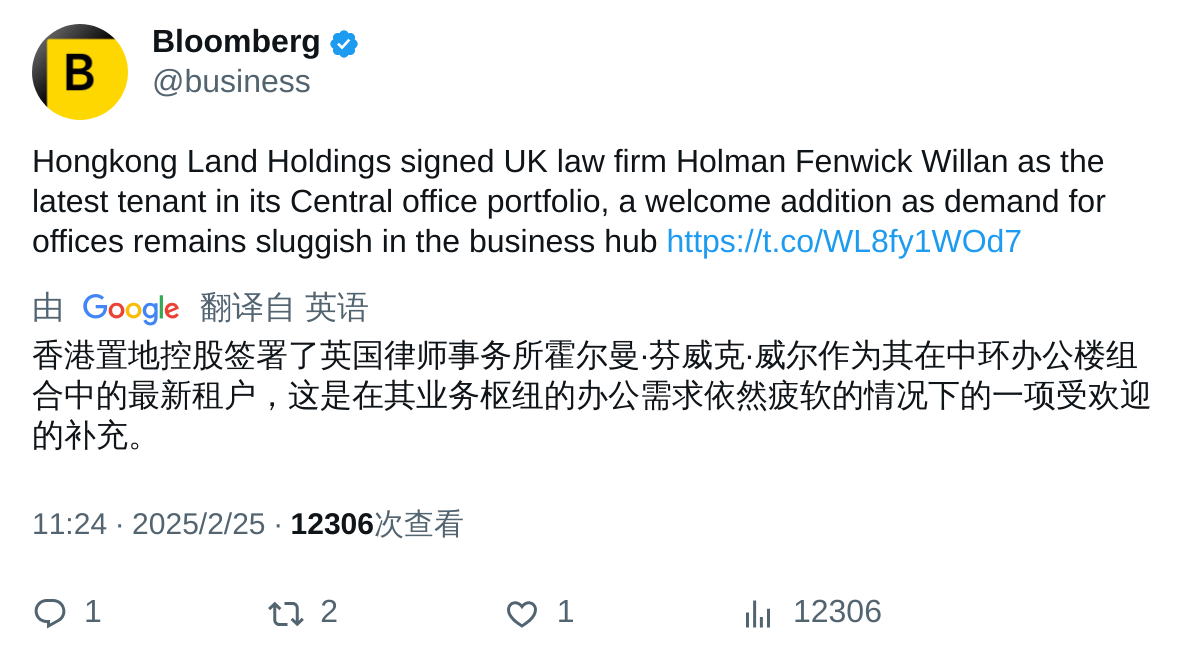 B
Bloomberg
@business
Hongkong Land Holdings signed UK law firm Holman Fenwick Willan as the
latest tenant in its Central office portfolio, a welcome addition as demand for
offices remains sluggish in the business hub https://t.co/WL8fy1WOd7
由 Google 翻译自 英语
香港置地控股签署了英国律师事务所霍尔曼·芬威克·威尔作为其在中环办公楼组
合中的最新租户，这是在其业务枢纽的办公需求依然疲软的情况下的一项受欢迎
的补充。
11:24 · 2025/2/25 · 12306次查看
1 2 1 12306